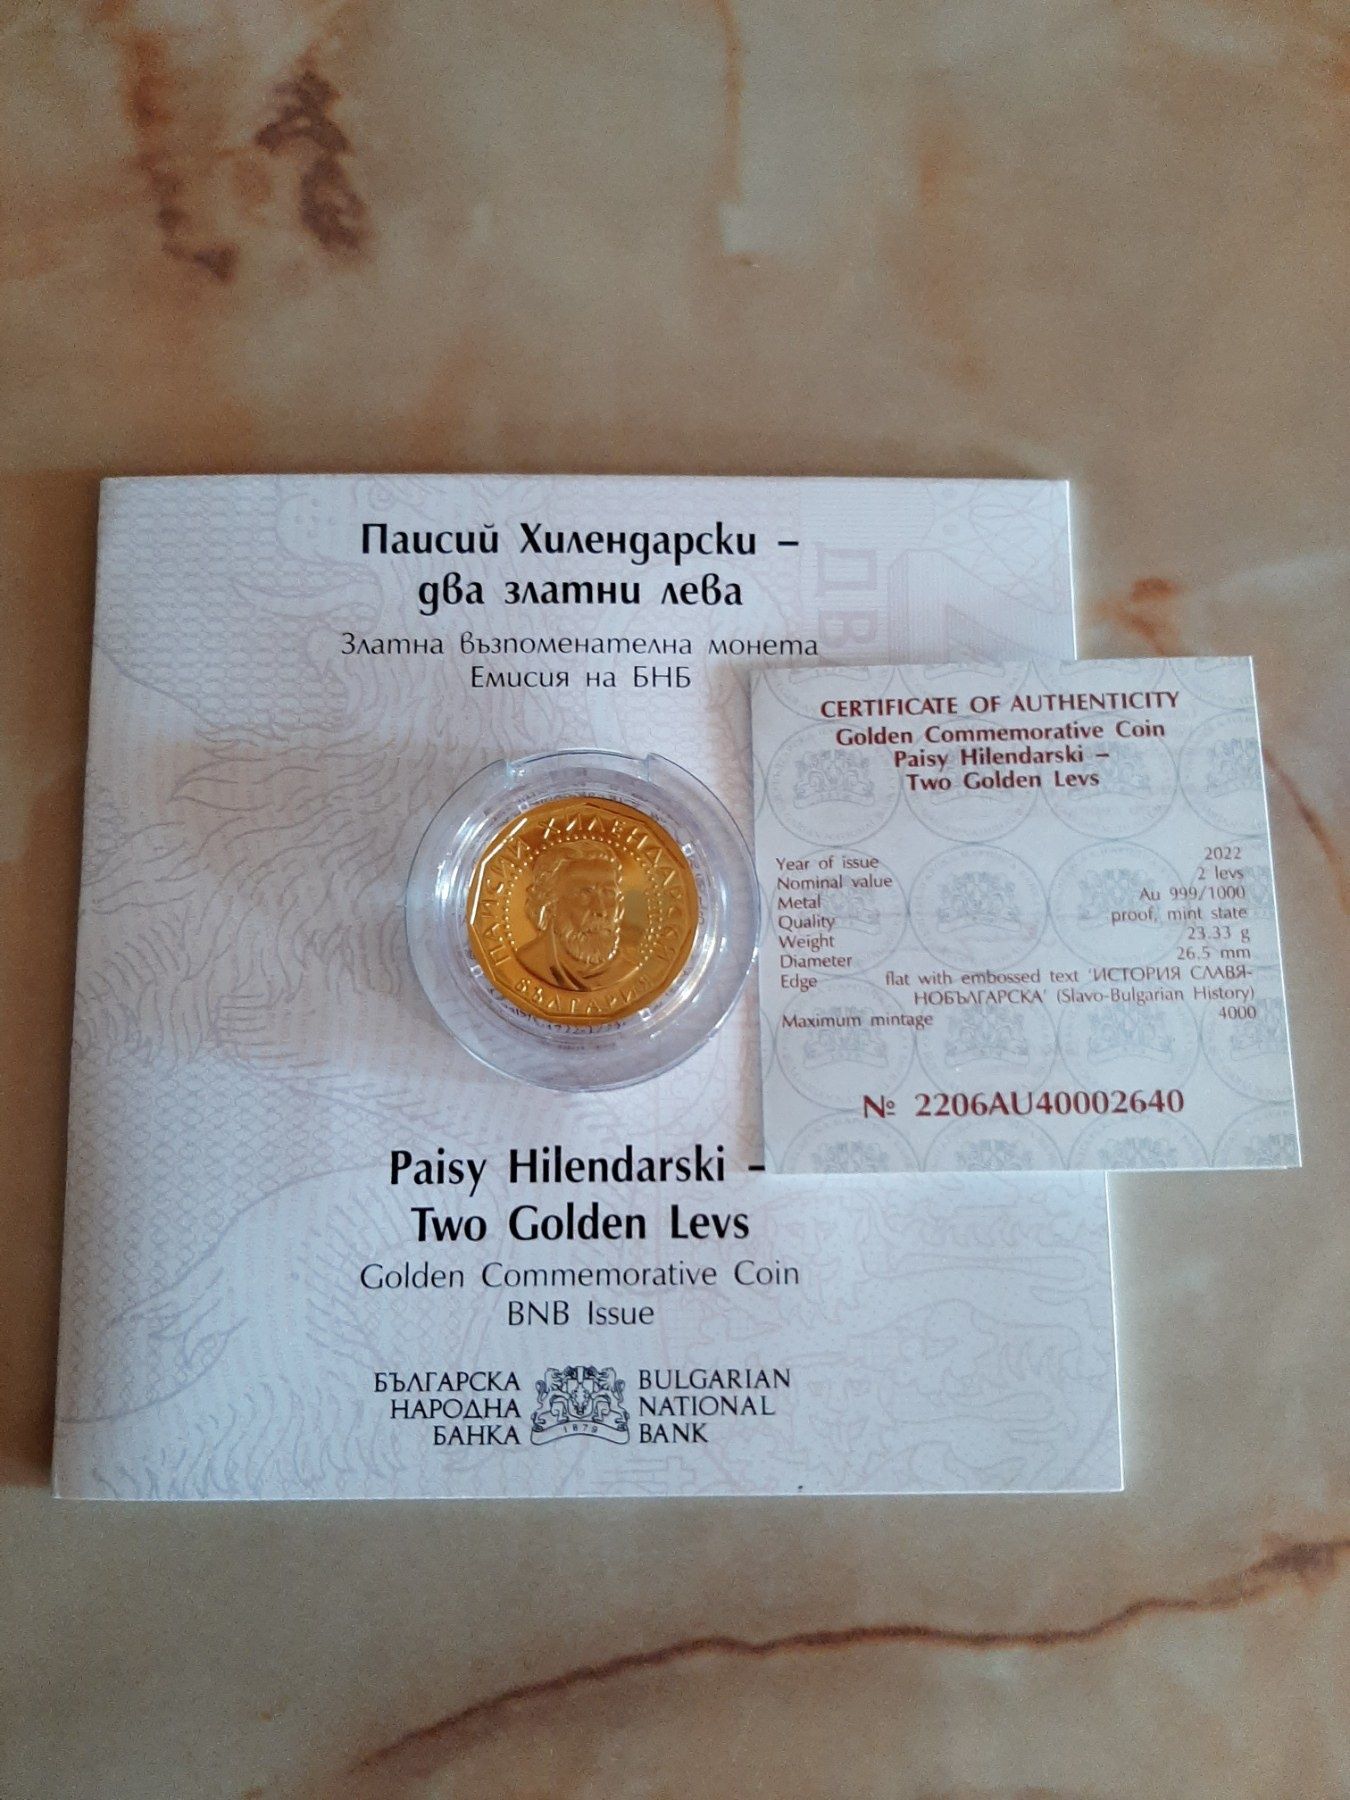 Паисий Хилендарски –
два златни лева
Златна възпоменателна монета
Емисия на БНБ
ПАИСИЙ ХИЛЕНДАРСКИ
БЪЛГАРИЯ
CERTIFICATE OF AUTHENTICITY
Golden Commemorative Coin
Paisy Hilendarski –
Two Golden Levs
Year of issue 2022
Nominal value 2 levs
Metal Au 999/1000
Quality proof, mint state
Weight 23.33 g
Diameter 26.5 mm
Edge flat with embossed text 'ИСТОРИЯ СЛАВЯ-
НОБЪЛГАРСКА' (Slavo-Bulgarian History)
Maximum mintage 4000
№ 2206AU40002640
Paisy Hilendarski –
Two Golden Levs
Golden Commemorative Coin
BNB Issue
БЪЛГАРСКА
НАРОДНА
БАНКА
1879
BULGARIAN
NATIONAL
BANK